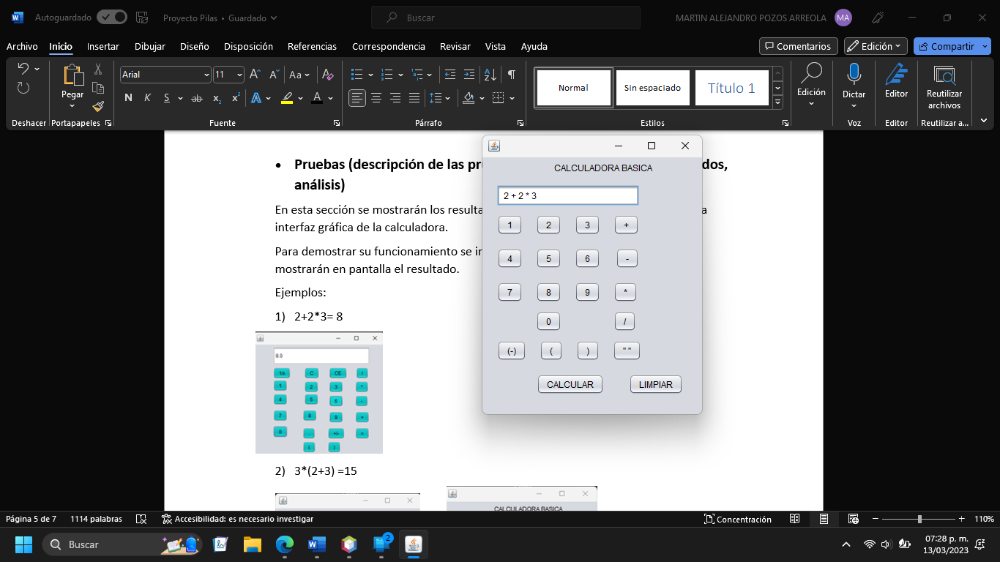 Autoguardado Proyecto Pilas • Guardado Buscar MARTIN ALEJANDRO POZOS ARREOLA MA
Archivo Inicio Insertar Dibujar Diseño Disposición Referencias Correspondencia Revisar Vista Ayuda Comentarios Edición Compartir
Arial 11 A A Aa A
Pegar
N K S ab x₂ x² A A
Normal
Sin espaciado
Título 1
Edición
Dictar
Editor
Reutilizar archivos
Deshacer Portapapeles Fuente Párrafo Estilos Voz Editor Reutilizar a...
• Pruebas (descripción de las pru
dos,
análisis)
En esta sección se mostrarán los resulta
a
interfaz gráfica de la calculadora.
Para demostrar su funcionamiento se in
mostrarán en pantalla el resultado.
Ejemplos:
1) 2+2*3= 8
8.0
1/x C CE /
1 2 3 *
4 5 6 -
7 8 9 +
0 . +/- =
( )
2) 3*(2+3) =15
CALCULADORA BASICA
CALCULADORA BASICA
2 + 2 * 3
1 2 3 +
4 5 6 -
7 8 9 *
0 /
(-) ( ) " "
CALCULAR LIMPIAR
Página 5 de 7 1114 palabras Accesibilidad: es necesario investigar Concentración 110%
Buscar 2 07:28 p. m.
13/03/2023